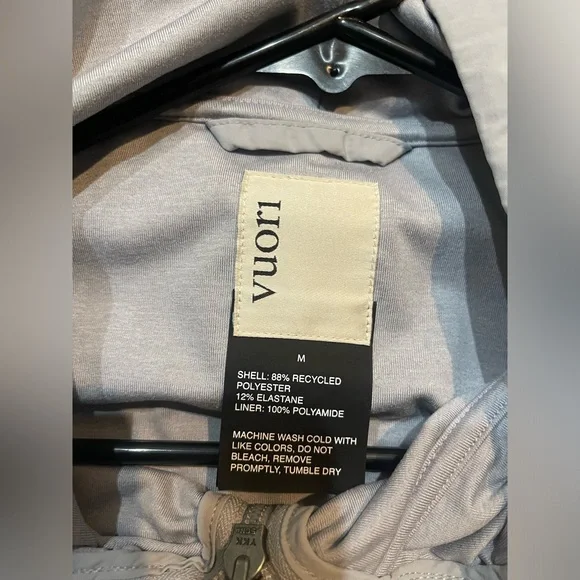 vuori
M
SHELL: 88% RECYCLED
POLYESTER
12% ELASTANE
LINER: 100% POLYAMIDE
MACHINE WASH COLD WITH
LIKE COLORS, DO NOT
BLEACH, REMOVE
PROMPTLY, TUMBLE DRY
YKK